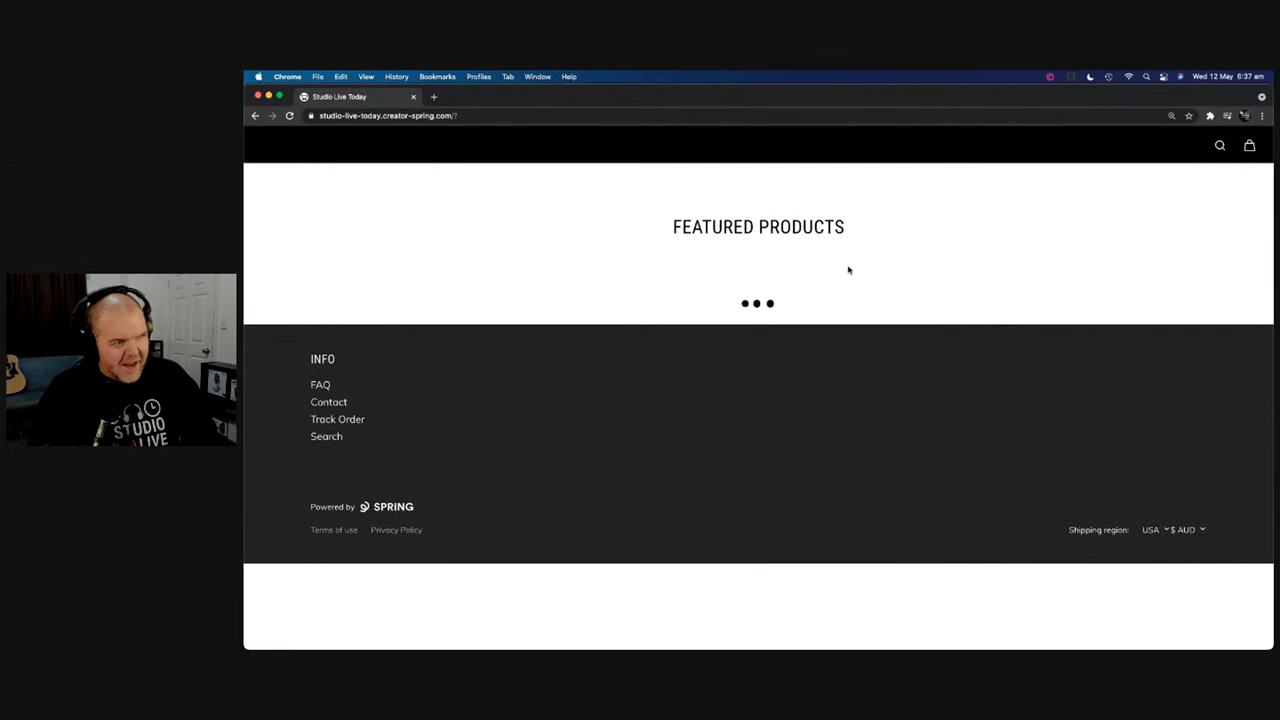 Chrome File Edit View History Bookmarks Profiles Tab Window Help Wed 12 May 6:37 am
Studio Live Today
studio-live-today.creator-spring.com/?
FEATURED PRODUCTS
INFO
FAQ
Contact
Track Order
Search
Powered by SPRING
Terms of use Privacy Policy
Shipping region: USA $ AUD
STUDIO
LIVE